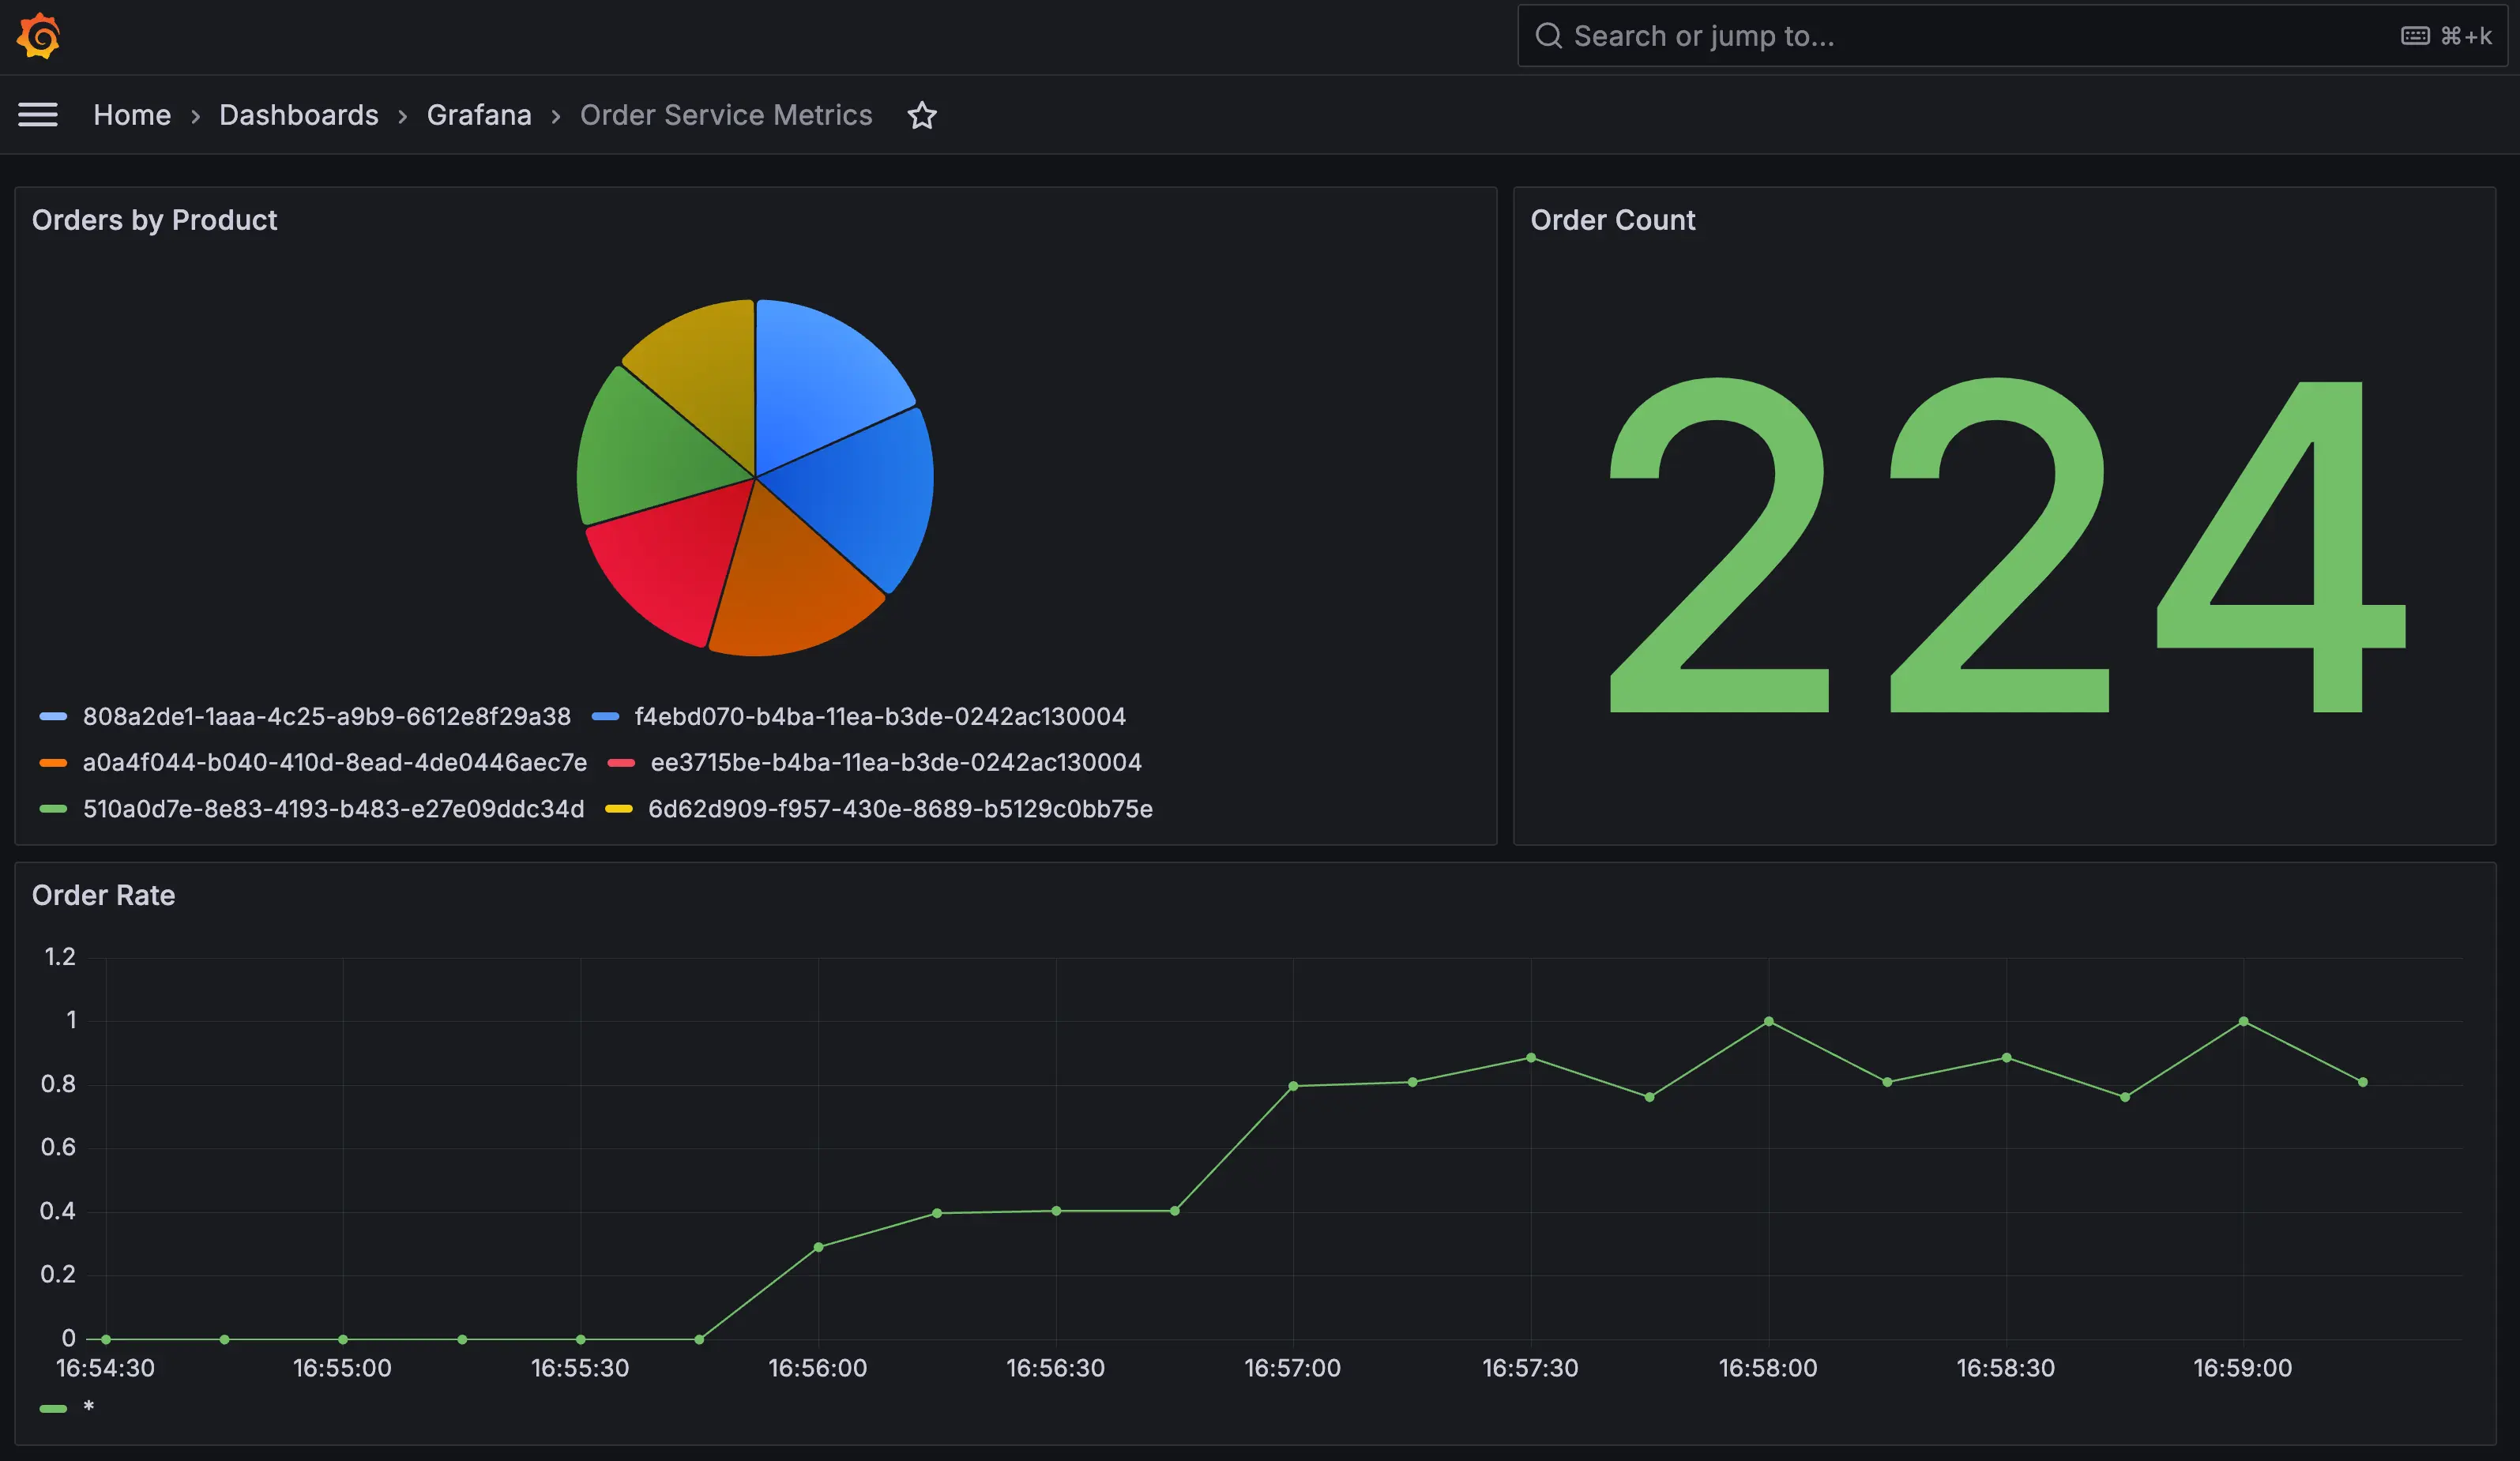 Search or jump to... ⌘+k
Home › Dashboards › Grafana › Order Service Metrics
Orders by Product
808a2de1-1aaa-4c25-a9b9-6612e8f29a38 f4ebd070-b4ba-11ea-b3de-0242ac130004
a0a4f044-b040-410d-8ead-4de0446aec7e ee3715be-b4ba-11ea-b3de-0242ac130004
510a0d7e-8e83-4193-b483-e27e09ddc34d 6d62d909-f957-430e-8689-b5129c0bb75e
Order Count
224
Order Rate
1.2
1
0.8
0.6
0.4
0.2
0
16:54:30 16:55:00 16:55:30 16:56:00 16:56:30 16:57:00 16:57:30 16:58:00 16:58:30 16:59:00
*